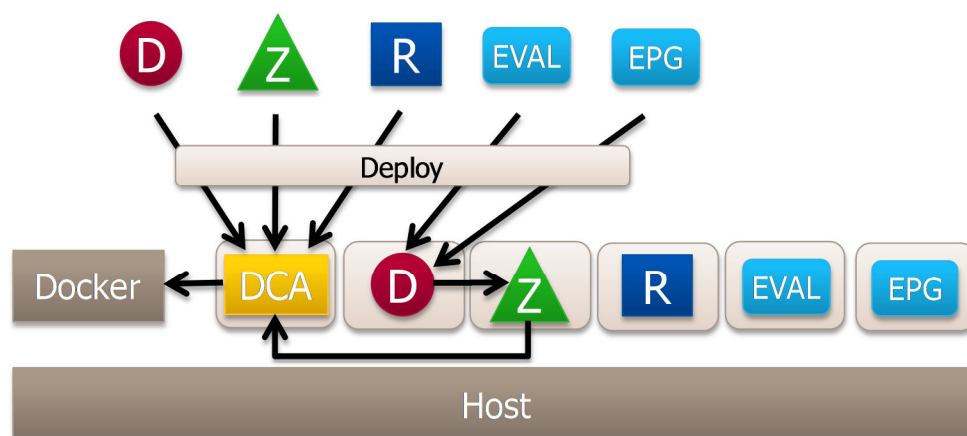 D Z R EVAL EPG
Deploy
Docker DCA D Z R EVAL EPG
Host